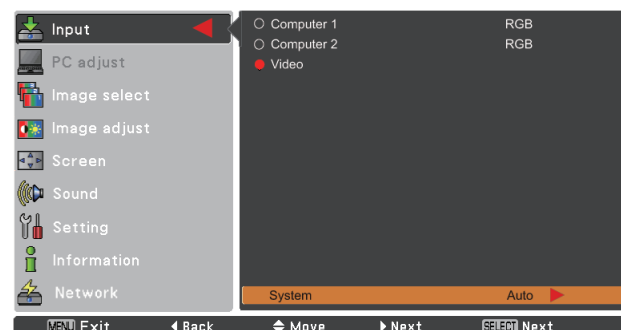 Input
PC adjust
Image select
Image adjust
Screen
Sound
Setting
Information
Network
Computer 1 RGB
Computer 2 RGB
Video
System Auto
MENU Exit Back Move Next SELECT Next